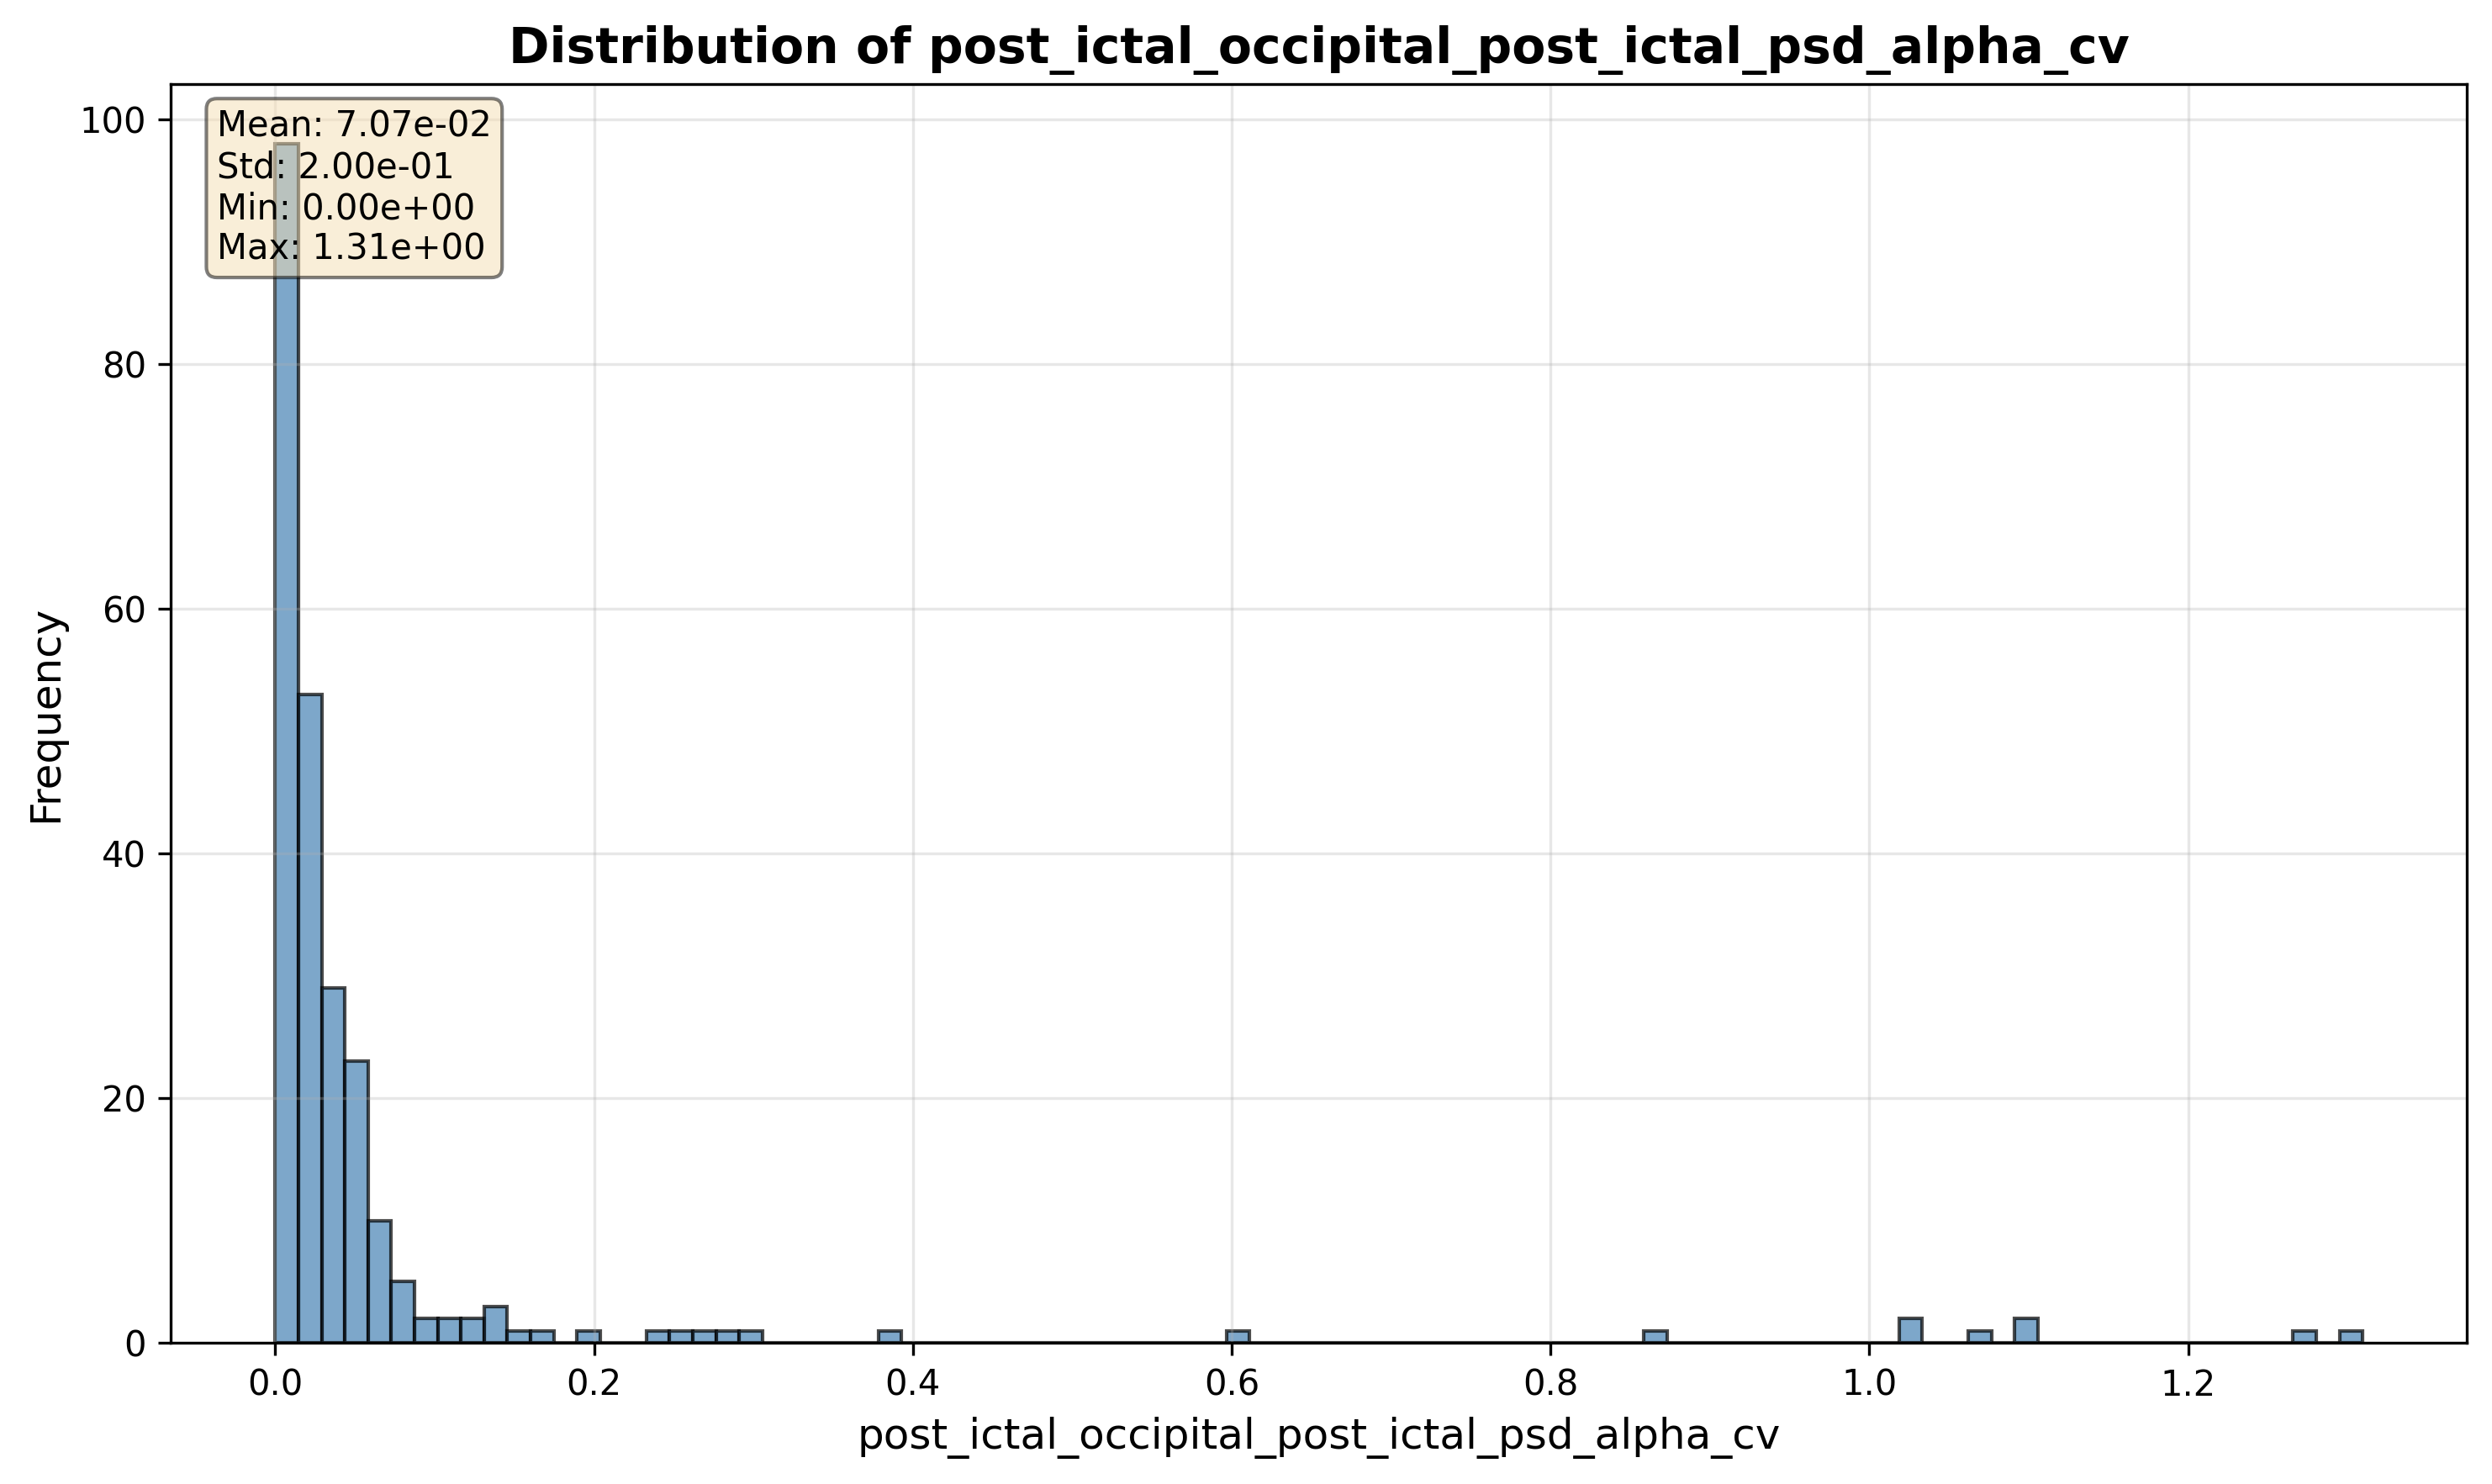 Distribution of post_ictal_occipital_post_ictal_psd_alpha_cv
Mean: 7.07e-02
Std: 2.00e-01
Min: 0.00e+00
Max: 1.31e+00
100
80
60
40
20
0
Frequency
0.0 0.2 0.4 0.6 0.8 1.0 1.2
post_ictal_occipital_post_ictal_psd_alpha_cv